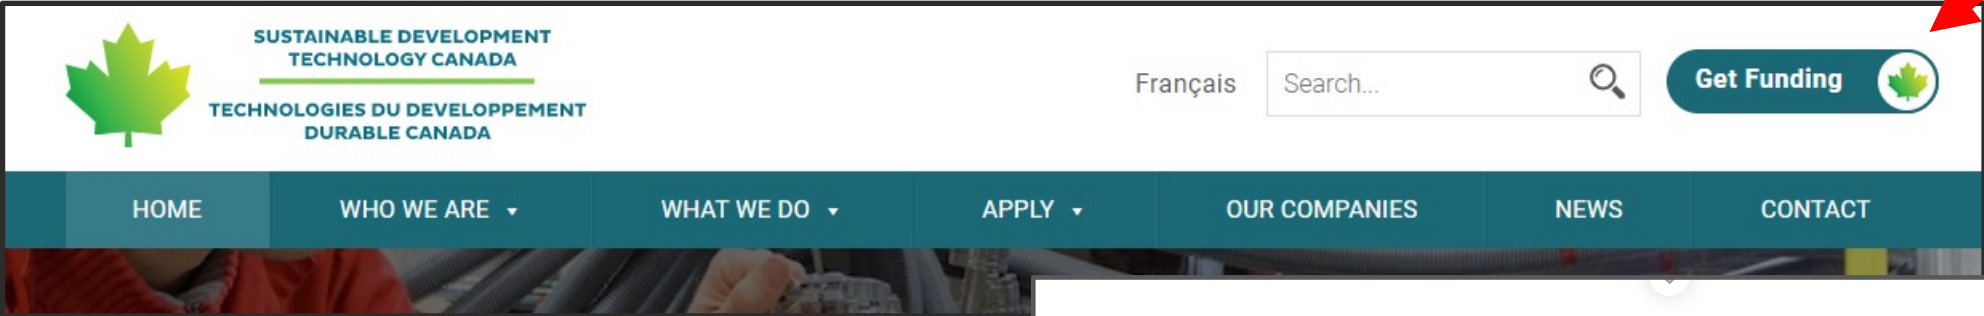 SUSTAINABLE DEVELOPMENT
TECHNOLOGY CANADA
TECHNOLOGIES DU DEVELOPPEMENT
DURABLE CANADA
Français
Search...
Get Funding
HOME
WHO WE ARE
WHAT WE DO
APPLY
OUR COMPANIES
NEWS
CONTACT